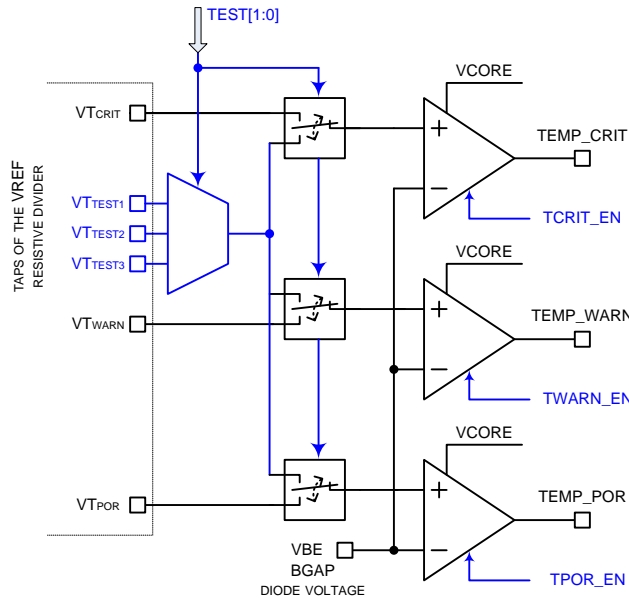 TEST[1:0]
VCORE
VTCRIT
+
TEMP_CRIT
−
TCRIT_EN
VTTEST1
VTTEST2
VTTEST3
TAPS OF THE VREF
RESISTIVE DIVIDER
VCORE
VTWARN
+
TEMP_WARN
−
TWARN_EN
VCORE
VTPOR
+
TEMP_POR
−
VBE
BGAP
DIODE VOLTAGE
TPOR_EN